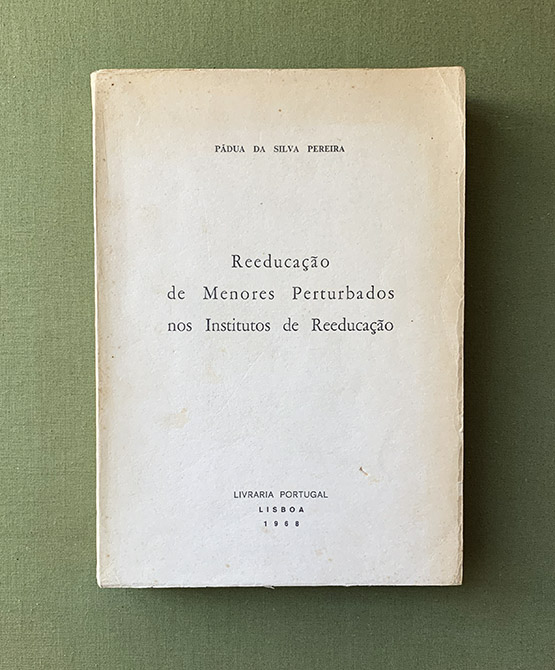 PÁDUA DA SILVA PEREIRA
Reeducação
de Menores Perturbados
nos Institutos de Reeducação
LIVRARIA PORTUGAL
LISBOA
1968